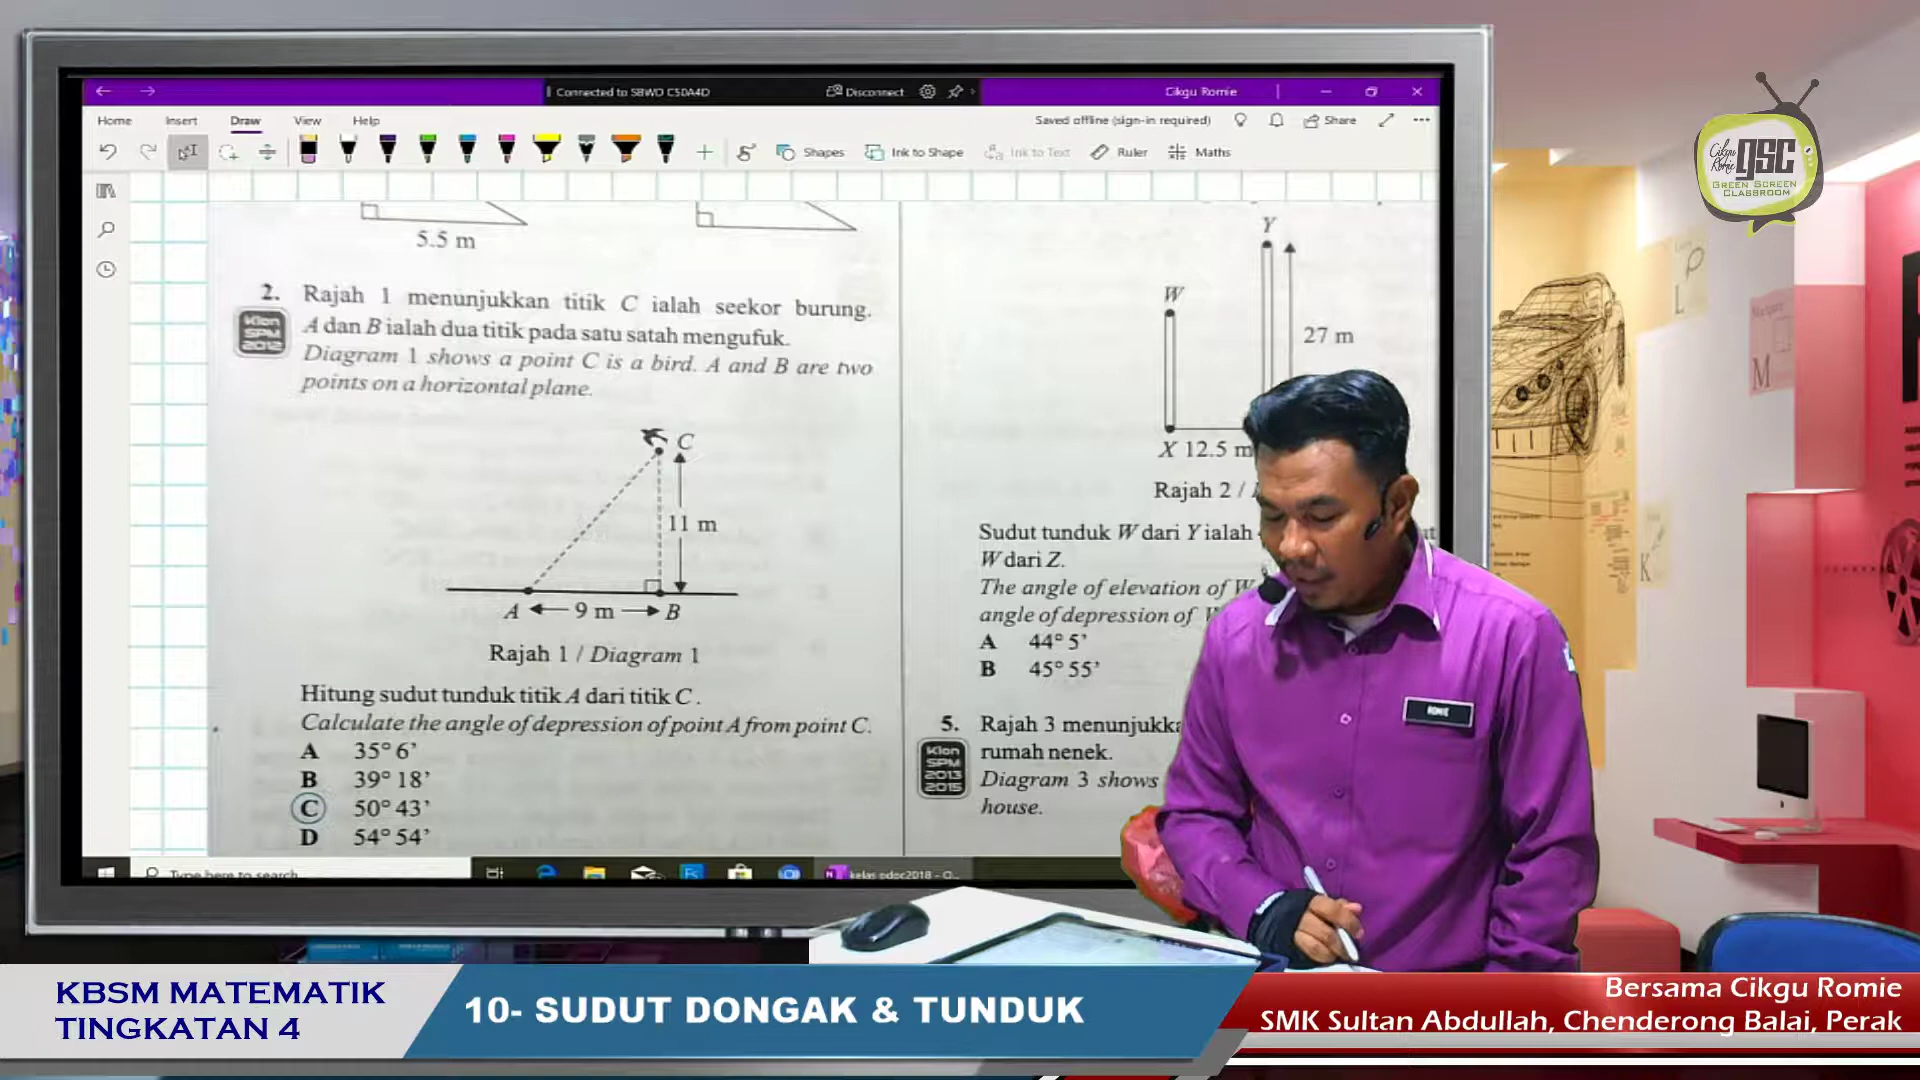 Connected to SBWD C50A4D
Disconnect
Cikgu Romie
Home Insert Draw View Help
Saved offline (sign-in required)
Share
Shapes
Ink to Shape
Ink to Text
Ruler
Maths
5.5 m
2. Rajah 1 menunjukkan titik C ialah seekor burung.
A dan B ialah dua titik pada satu satah mengufuk.
Diagram 1 shows a point C is a bird. A and B are two
points on a horizontal plane.
Klon
SPM
2012
C
11 m
A 9 m B
Rajah 1 / Diagram 1
Hitung sudut tunduk titik A dari titik C .
Calculate the angle of depression of point A from point C.
A 35° 6’
B 39° 18’
C 50° 43’
D 54° 54’
Y
W
27 m
X 12.5 m
Rajah 2 /
Sudut tunduk W dari Y ialah
W dari Z.
The angle of elevation of W
angle of depression of
A 44° 5’
B 45° 55’
5. Rajah 3 menunjukka
rumah nenek.
Diagram 3 shows
house.
Klon
SPM
2013
2015
Type here to search
kelas pdpc2018 - O...
Cikgu Romie GSC
GREEN SCREEN
CLASSROOM
P
L
M
K
ROMIE
KBSM MATEMATIK
TINGKATAN 4
10- SUDUT DONGAK & TUNDUK
Bersama Cikgu Romie
SMK Sultan Abdullah, Chenderong Balai, Perak